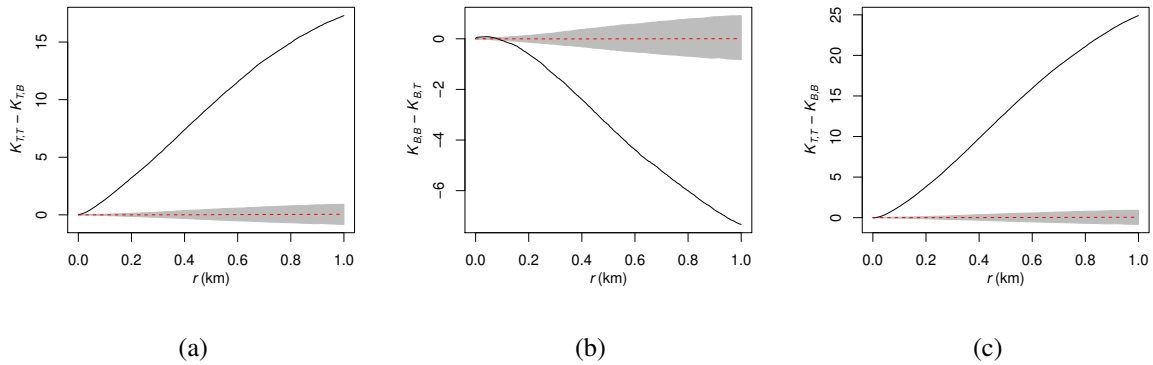 K_{T,T} − K_{T,B}
15
10
5
0
0.0 0.2 0.4 0.6 0.8 1.0
r (km)
(a)
K_{B,B} − K_{B,T}
0
−2
−4
−6
0.0 0.2 0.4 0.6 0.8 1.0
r (km)
(b)
K_{T,T} − K_{B,B}
25
20
15
10
5
0
0.0 0.2 0.4 0.6 0.8 1.0
r (km)
(c)